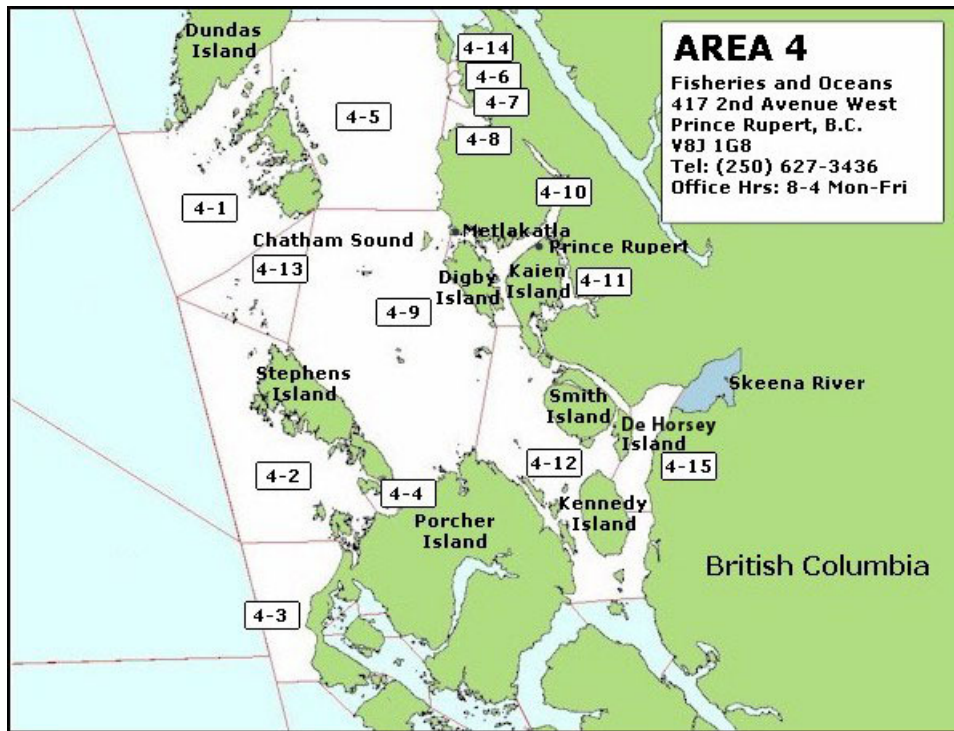 Dundas
Island
4-14
4-6
4-7
4-5
4-8
AREA 4
Fisheries and Oceans
417 2nd Avenue West
Prince Rupert, B.C.
V8J 1G8
Tel: (250) 627-3436
Office Hrs: 8-4 Mon-Fri
4-10
4-1
Metlakatla
Chatham Sound
Prince Rupert
4-13
Digby
Island
Kaien
Island
4-11
4-9
Stephens
Island
Skeena River
Smith
Island
De Horsey
Island
4-12
4-15
4-2
4-4
Kennedy
Island
Porcher
Island
British Columbia
4-3